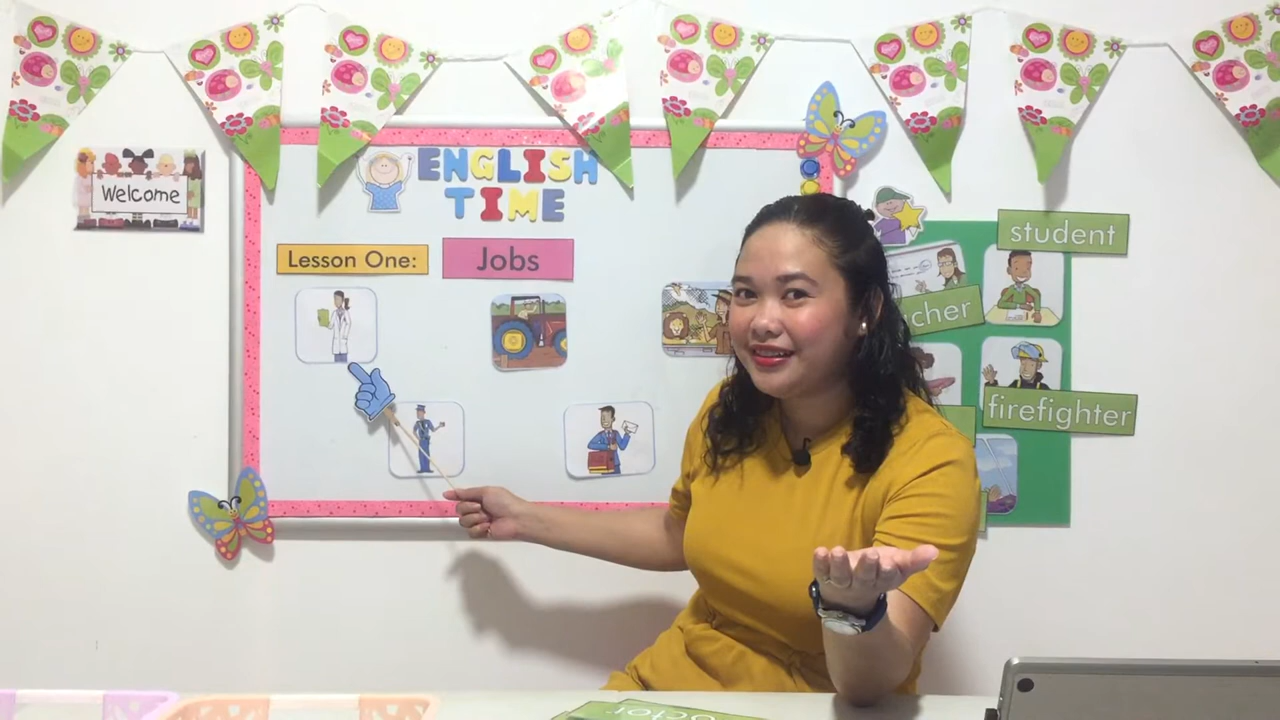 Welcome
ENGLISH
TIME
Lesson One:
Jobs
student
firefighter